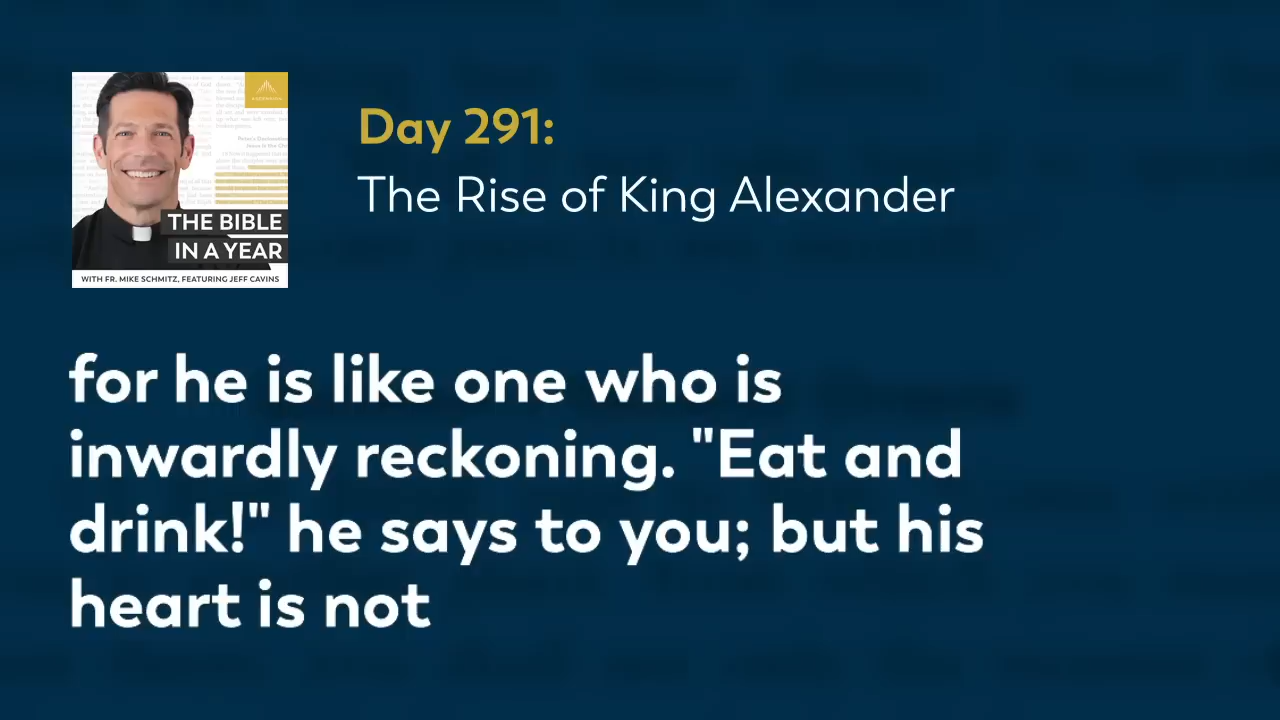 Day 291:
The Rise of King Alexander
THE BIBLE
IN A YEAR
WITH FR. MIKE SCHMITZ, FEATURING JEFF CAVINS
for he is like one who is
inwardly reckoning. "Eat and
drink!" he says to you; but his
heart is not